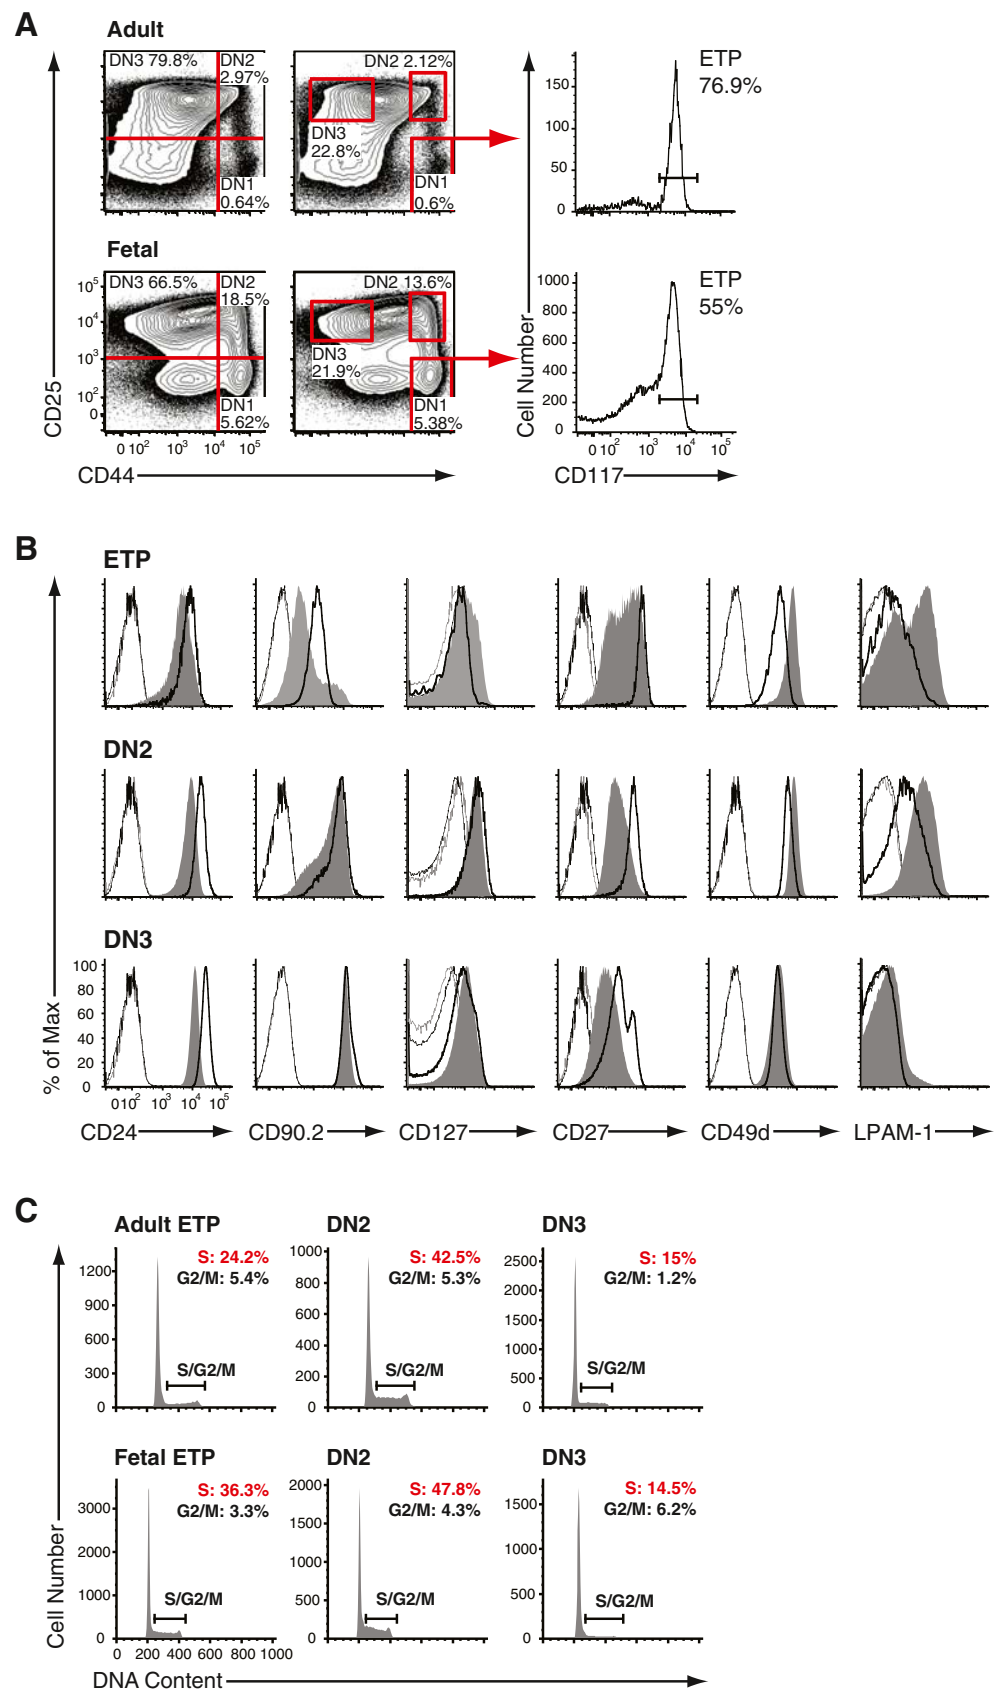 A
Adult
DN3 79.8%
DN2
2.97%
DN1
0.64%
DN2 2.12%
DN3
22.8%
DN1
0.6%
ETP
76.9%
150
100
50
0
Fetal
DN3 66.5%
DN2
18.5%
DN1
5.62%
DN2 13.6%
DN3
21.9%
DN1
5.38%
ETP
55%
1000
800
600
400
200
0
10⁵
10⁴
10³
10²
0
0 10² 10³ 10⁴ 10⁵
0 10² 10³ 10⁴ 10⁵
CD25
Cell Number
CD44
CD117
B
ETP
DN2
DN3
100
80
60
40
20
0
% of Max
0 10² 10³ 10⁴ 10⁵
CD24
CD90.2
CD127
CD27
CD49d
LPAM-1
C
Adult ETP
S: 24.2%
G2/M: 5.4%
S/G2/M
1200
900
600
300
0
DN2
S: 42.5%
G2/M: 5.3%
S/G2/M
1000
800
600
400
200
0
DN3
S: 15%
G2/M: 1.2%
S/G2/M
2500
2000
1500
1000
500
0
Fetal ETP
S: 36.3%
G2/M: 3.3%
S/G2/M
3000
2000
1000
0
0 200 400 600 800 1000
DN2
S: 47.8%
G2/M: 4.3%
S/G2/M
2000
1500
1000
500
0
DN3
S: 14.5%
G2/M: 6.2%
S/G2/M
1500
1000
500
0
Cell Number
DNA Content